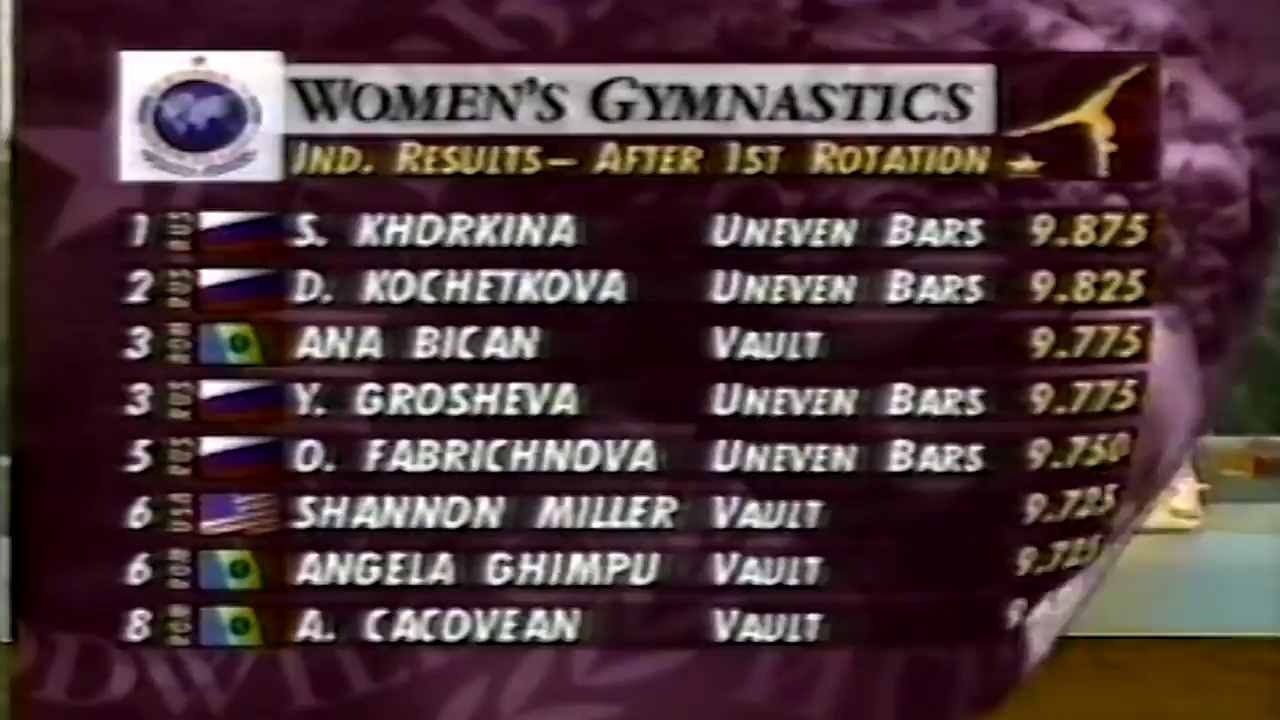 WOMEN'S GYMNASTICS
IND. RESULTS– AFTER 1ST ROTATION
1 RUS S. KHORKINA UNEVEN BARS 9.875
2 RUS D. KOCHETKOVA UNEVEN BARS 9.825
3 ROM ANA BICAN VAULT 9.775
3 RUS Y. GROSHEVA UNEVEN BARS 9.775
5 RUS O. FABRICHNOVA UNEVEN BARS 9.750
6 USA SHANNON MILLER VAULT 9.725
6 ROM ANGELA GHIMPU VAULT 9.725
8 ROM A. CACOVEAN VAULT